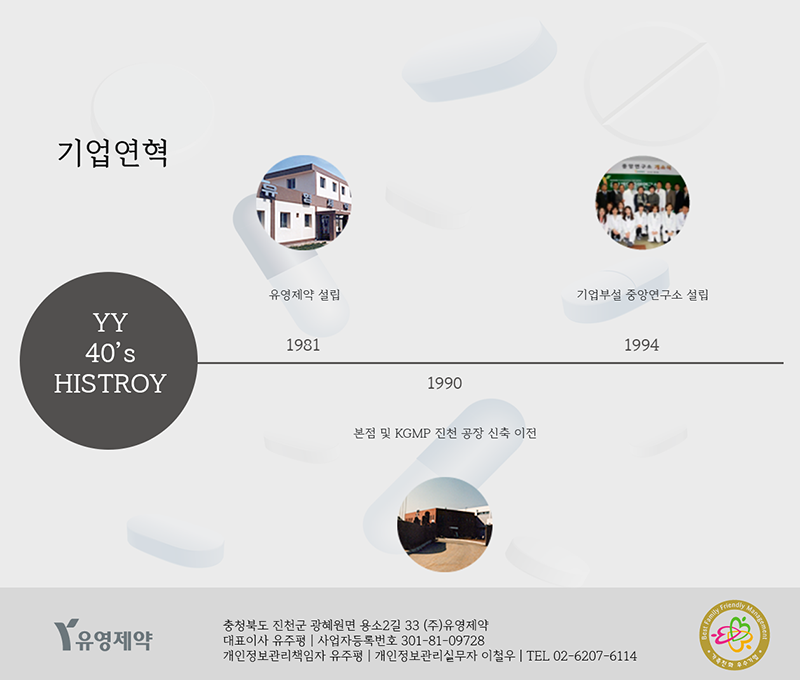 기업연혁
유영제약 설립
1981
기업부설 중앙연구소 설립
1994
YY
40's
HISTROY
1990
본점 및 KGMP 진천 공장 신축 이전
유영제약
충청북도 진천군 광혜원면 용소2길 33 (주)유영제약
대표이사 유주평 | 사업자등록번호 301-81-09728
개인정보관리책임자 유주평 | 개인정보관리실무자 이철우 | TEL 02-6207-6114
Best Family Friendly Management
가족친화 우수기업